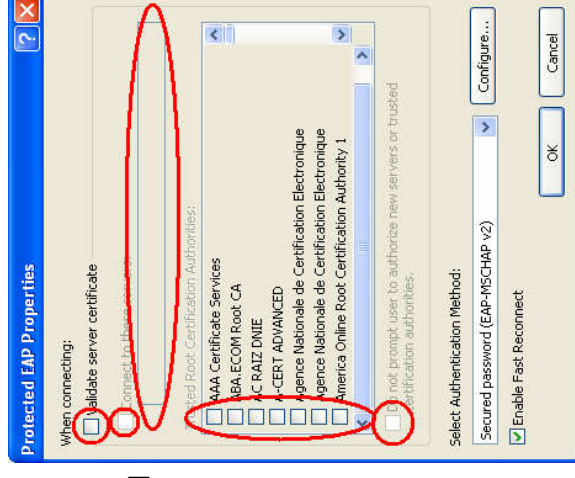 Protected EAP Properties
When connecting:
Validate server certificate
Connect to these servers:
Trusted Root Certification Authorities:
AAA Certificate Services
ABA.ECOM Root CA
AC RAIZ DNIE
A-CERT ADVANCED
Agence Nationale de Certification Electronique
Agence Nationale de Certification Electronique
America Online Root Certification Authority 1
Do not prompt user to authorize new servers or trusted
certification authorities.
Select Authentication Method:
Secured password (EAP-MSCHAP v2)
Configure...
Enable Fast Reconnect
OK
Cancel